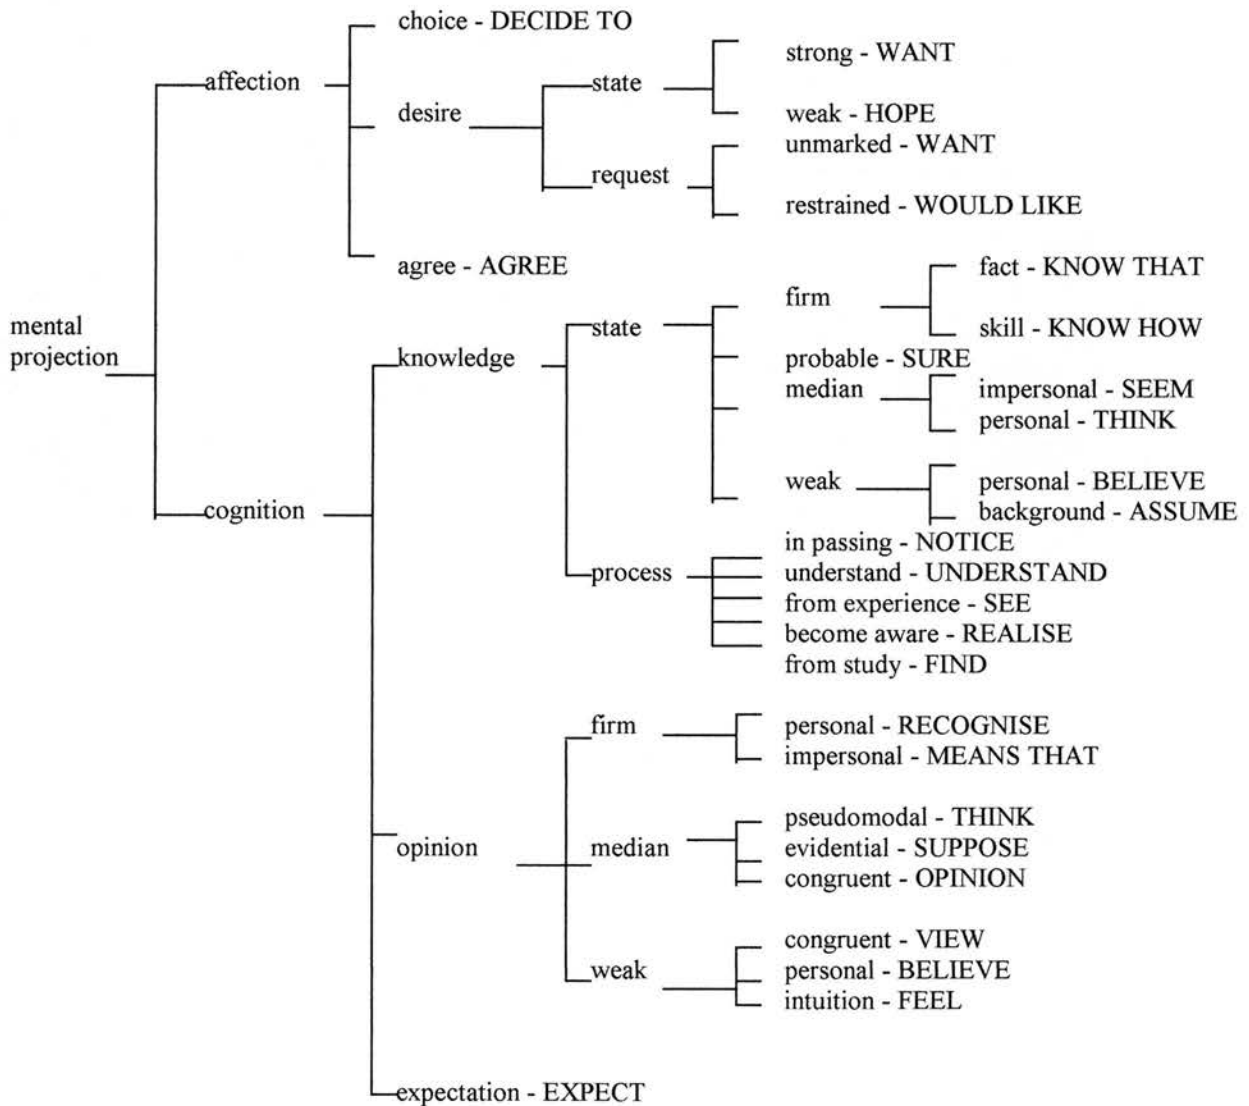 choice - DECIDE TO
strong - WANT
affection
state
desire
weak - HOPE
unmarked - WANT
request
restrained - WOULD LIKE
agree - AGREE
fact - KNOW THAT
firm
mental
projection
state
skill - KNOW HOW
knowledge
probable - SURE
median
impersonal - SEEM
personal - THINK
weak
personal - BELIEVE
cognition
background - ASSUME
in passing - NOTICE
process
understand - UNDERSTAND
from experience - SEE
become aware - REALISE
from study - FIND
firm
personal - RECOGNISE
impersonal - MEANS THAT
pseudomodal - THINK
opinion
median
evidential - SUPPOSE
congruent - OPINION
congruent - VIEW
weak
personal - BELIEVE
intuition - FEEL
expectation - EXPECT